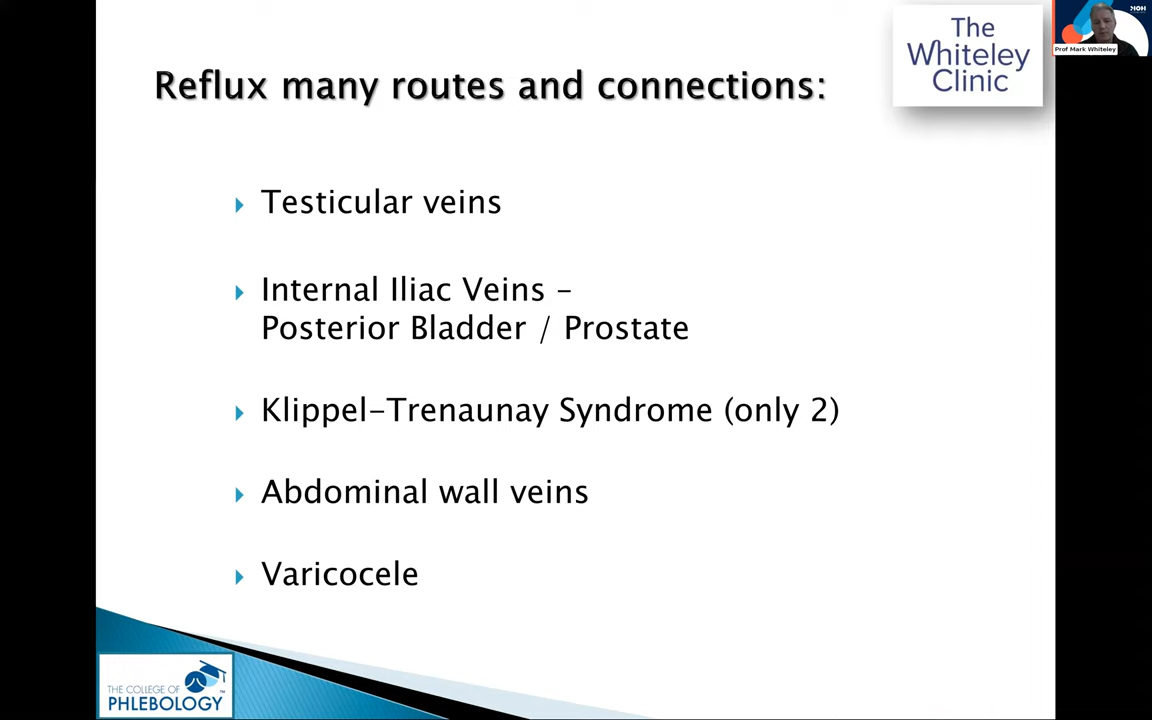 The
Whiteley
Clinic
Prof Mark Whiteley
Reflux many routes and connections:
Testicular veins
Internal Iliac Veins –
Posterior Bladder / Prostate
Klippel-Trenaunay Syndrome (only 2)
Abdominal wall veins
Varicocele
THE COLLEGE OF
PHLEBOLOGY™